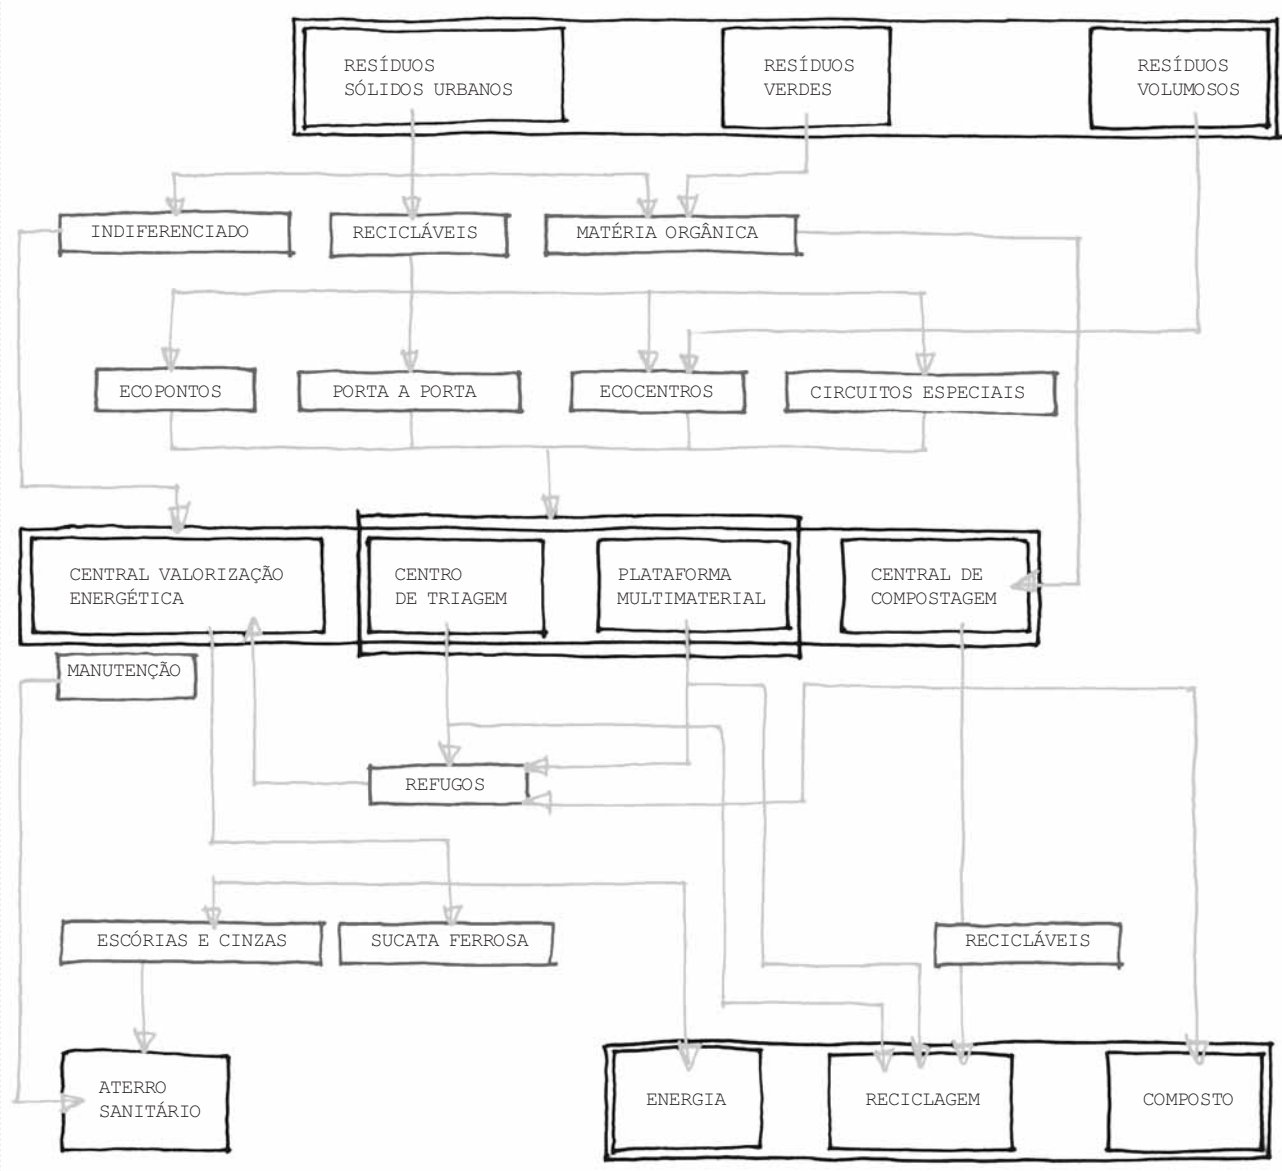 RESÍDUOS
SÓLIDOS URBANOS
RESÍDUOS
VERDES
RESÍDUOS
VOLUMOSOS
INDIFERENCIADO
RECICLÁVEIS
MATÉRIA ORGÂNICA
ECOPONTOS
PORTA A PORTA
ECOCENTROS
CIRCUITOS ESPECIAIS
CENTRAL VALORIZAÇÃO
ENERGÉTICA
CENTRO
DE TRIAGEM
PLATAFORMA
MULTIMATERIAL
CENTRAL DE
COMPOSTAGEM
MANUTENÇÃO
REFUGOS
ESCÓRIAS E CINZAS
SUCATA FERROSA
RECICLÁVEIS
ATERRO
SANITÁRIO
ENERGIA
RECICLAGEM
COMPOSTO